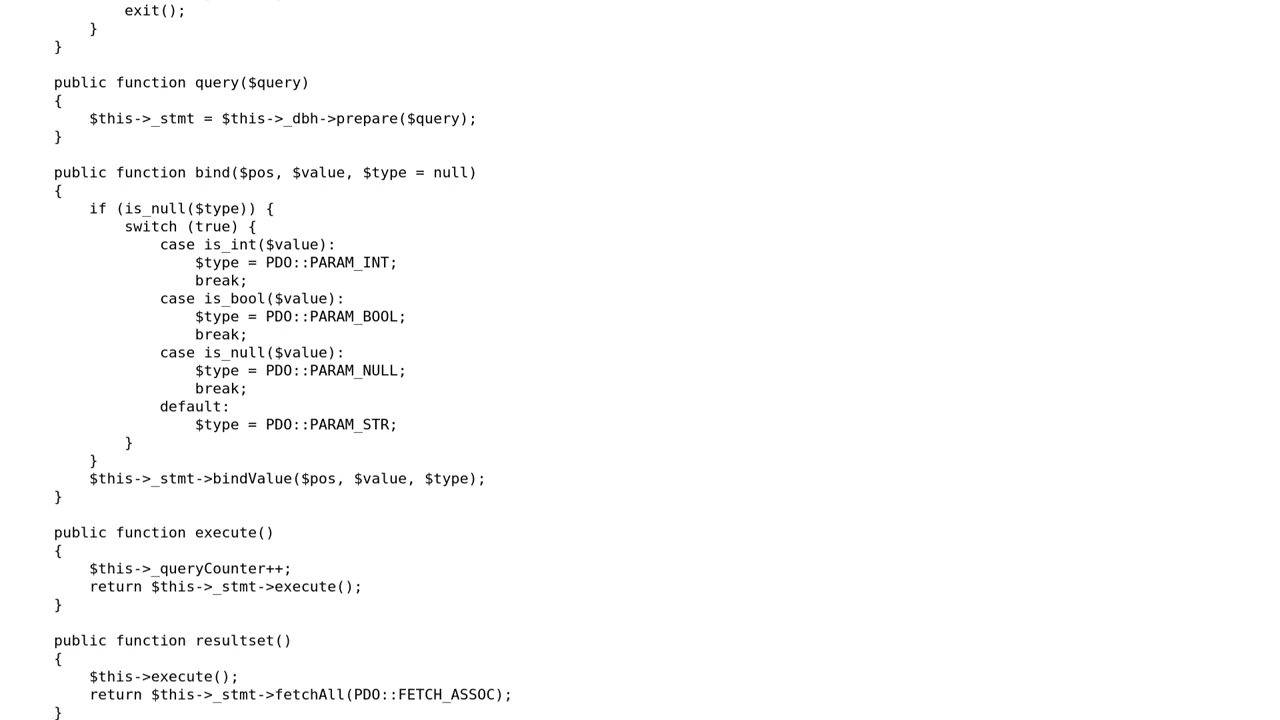 exit();
        }
    }

    public function query($query)
    {
        $this->_stmt = $this->_dbh->prepare($query);
    }

    public function bind($pos, $value, $type = null)
    {
        if (is_null($type)) {
            switch (true) {
                case is_int($value):
                    $type = PDO::PARAM_INT;
                    break;
                case is_bool($value):
                    $type = PDO::PARAM_BOOL;
                    break;
                case is_null($value):
                    $type = PDO::PARAM_NULL;
                    break;
                default:
                    $type = PDO::PARAM_STR;
            }
        }
        $this->_stmt->bindValue($pos, $value, $type);
    }

    public function execute()
    {
        $this->_queryCounter++;
        return $this->_stmt->execute();
    }

    public function resultset()
    {
        $this->execute();
        return $this->_stmt->fetchAll(PDO::FETCH_ASSOC);
    }